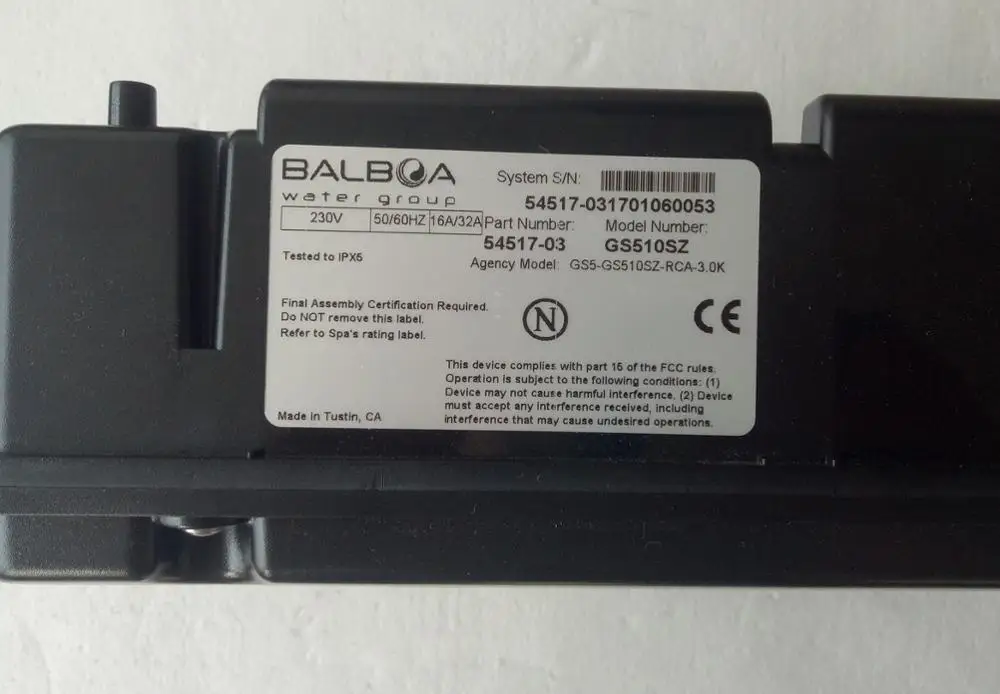 BALBOA
water group
System S/N:
54517-031701060053
230V 50/60HZ 16A/32A
Part Number: Model Number:
54517-03 GS510SZ
Agency Model: GS5-GS510SZ-RCA-3.0K
Tested to IPX5
Final Assembly Certification Required.
Do NOT remove this label.
Refer to Spa's rating label.
N
CE
This device complies with part 15 of the FCC rules.
Operation is subject to the following conditions: (1)
Device may not cause harmful interference. (2) Device
must accept any interference received, including
interference that may cause undesired operations.
Made in Tustin, CA